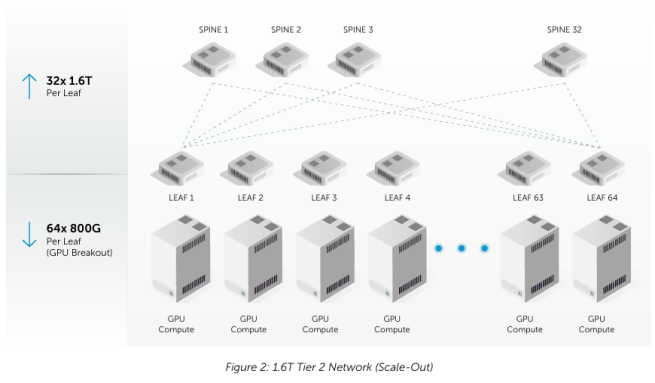 SPINE 1
SPINE 2
SPINE 3
SPINE 32
32x 1.6T
Per Leaf
LEAF 1
LEAF 2
LEAF 3
LEAF 4
LEAF 63
LEAF 64
64x 800G
Per Leaf
(GPU Breakout)
GPU
Compute
GPU
Compute
GPU
Compute
GPU
Compute
GPU
Compute
GPU
Compute
Figure 2: 1.6T Tier 2 Network (Scale-Out)